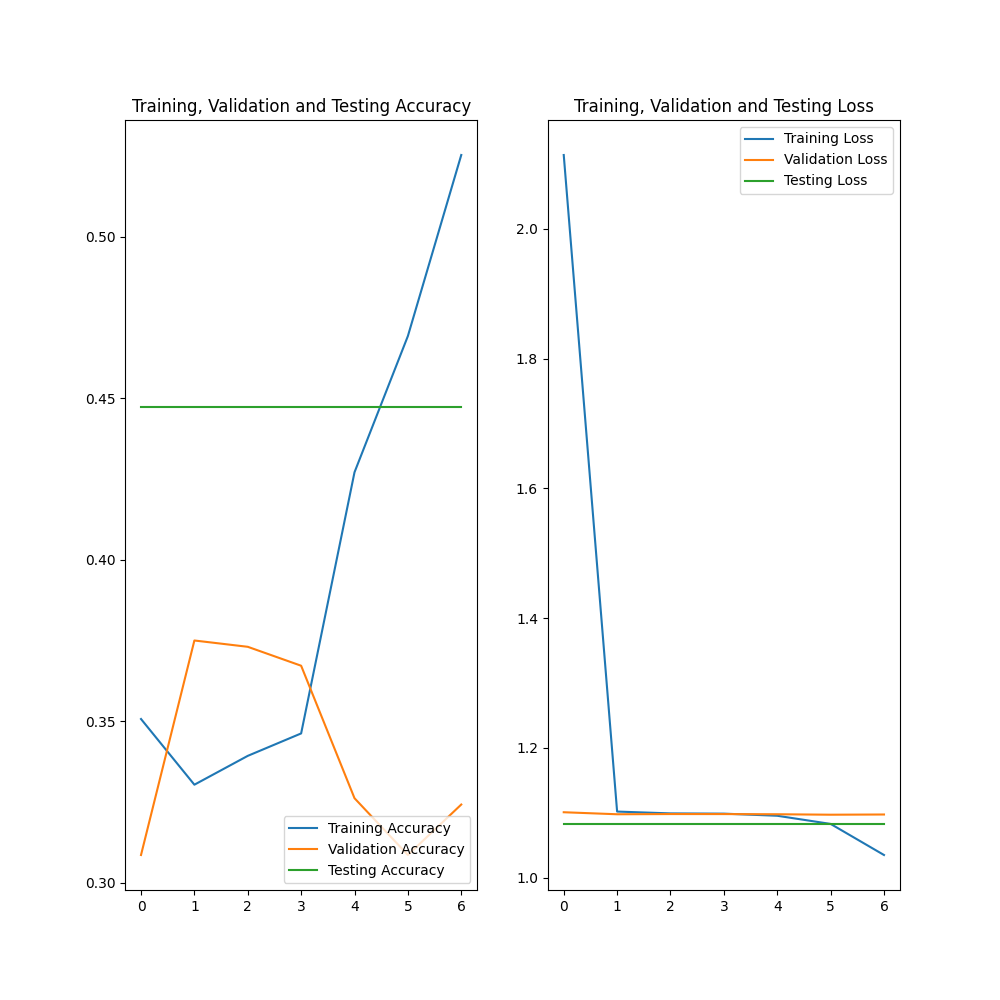 Training, Validation and Testing Accuracy
0.50
0.45
0.40
0.35
0.30
0 1 2 3 4 5 6
Training Accuracy
Validation Accuracy
Testing Accuracy
Training, Validation and Testing Loss
Training Loss
Validation Loss
Testing Loss
2.0
1.8
1.6
1.4
1.2
1.0
0 1 2 3 4 5 6